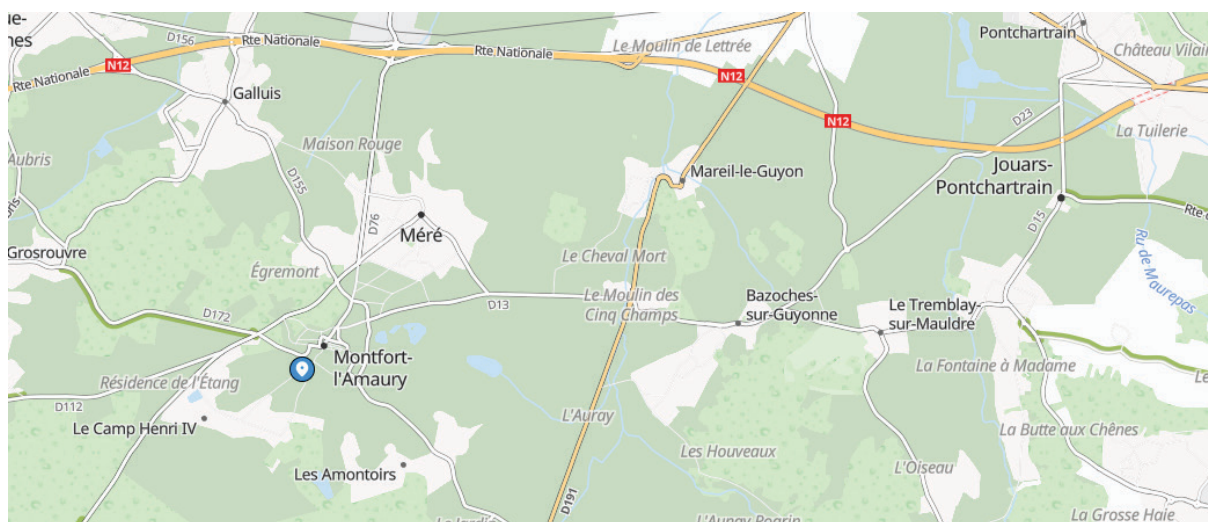 ue-
nes
D156
Rte Nationale
Rte Nationale
Le Moulin de Lettrée
Pontchartrain
Château Vilain
N12
Rte Nationale
N12
Galluis
N12
D23
La Tuilerie
Maison Rouge
Aubris
D155
Mareil-le-Guyon
Jouars-
Pontchartrain
D76
Méré
D15
Rte
Grosrouvre
Égremont
Le Cheval Mort
Ru de Maurepas
D13
Le Moulin des
Cinq Champs
Bazoches-
sur-Guyonne
Le Tremblay-
sur-Mauldre
D172
Montfort-
l'Amaury
Résidence de l'Étang
La Fontaine à Madame
Le
D112
Le Camp Henri IV
L'Auray
La Butte aux Chênes
Les Amontoirs
Les Houveaux
L'Oiseau
D191
La Grosse Haie